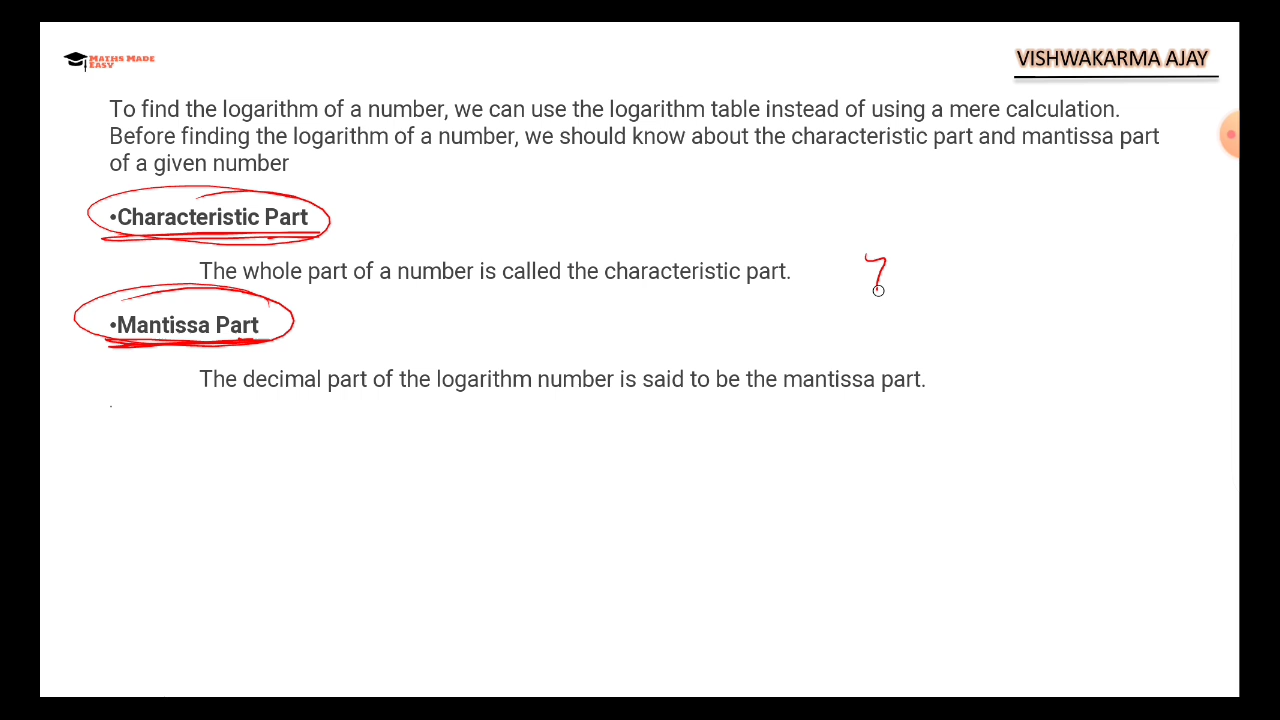 MATHS MADE
EASY
VISHWAKARMA AJAY
To find the logarithm of a number, we can use the logarithm table instead of using a mere calculation.
Before finding the logarithm of a number, we should know about the characteristic part and mantissa part
of a given number
•Characteristic Part
The whole part of a number is called the characteristic part.
7
•Mantissa Part
The decimal part of the logarithm number is said to be the mantissa part.